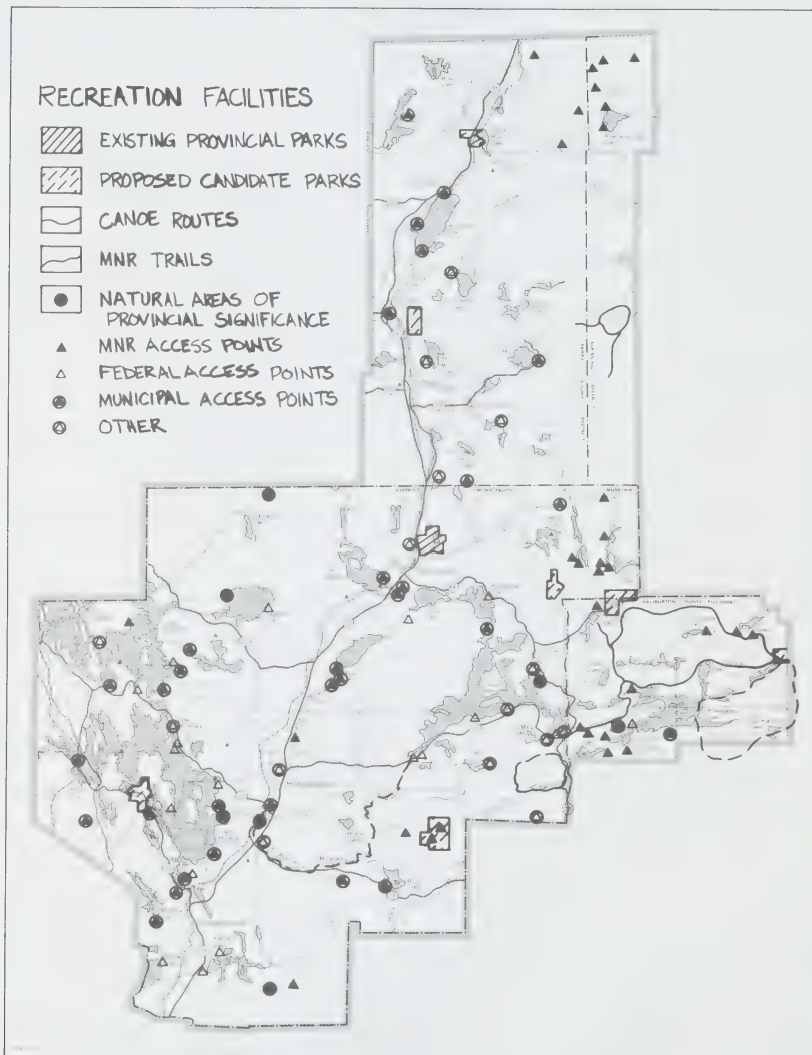 RECREATION FACILITIES
EXISTING PROVINCIAL PARKS
PROPOSED CANDIDATE PARKS
CANOE ROUTES
MNR TRAILS
NATURAL AREAS OF
PROVINCIAL SIGNIFICANCE
MNR ACCESS POINTS
FEDERAL ACCESS POINTS
MUNICIPAL ACCESS POINTS
OTHER